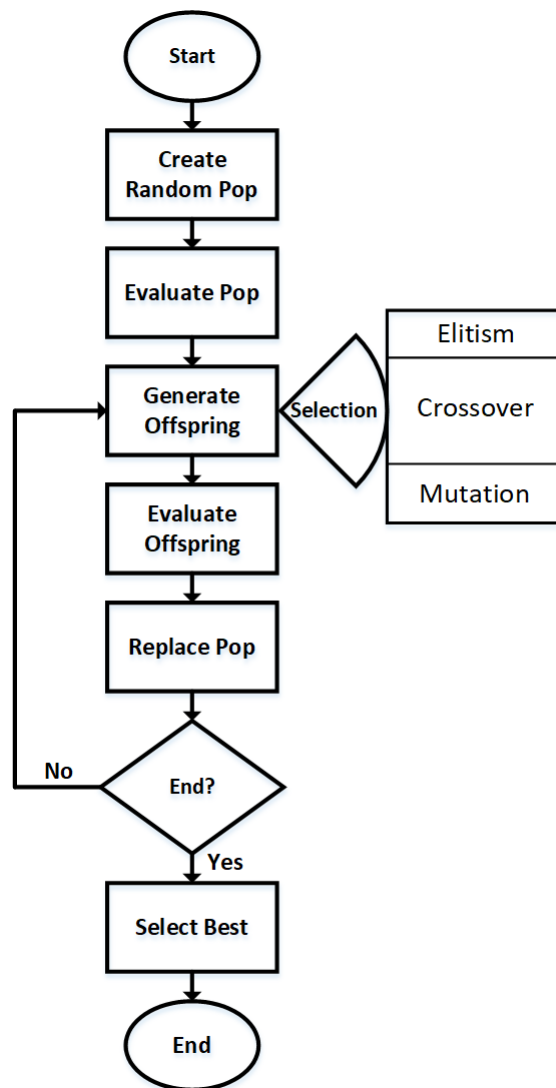 Start
Create
Random Pop
Evaluate Pop
Generate
Offspring
Selection
Elitism
Crossover
Mutation
Evaluate
Offspring
Replace Pop
End?
No
Yes
Select Best
End